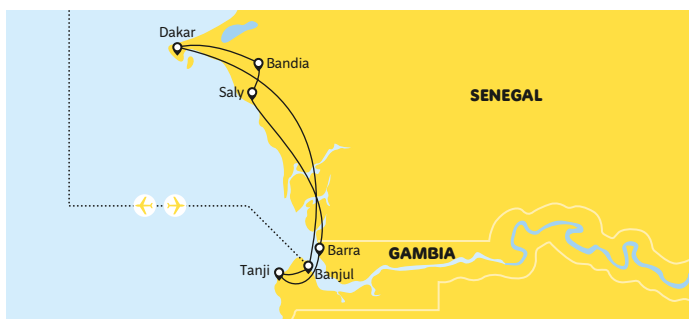 Dakar
Bandia
Saly
SENEGAL
Barra
GAMBIA
Tanji
Banjul